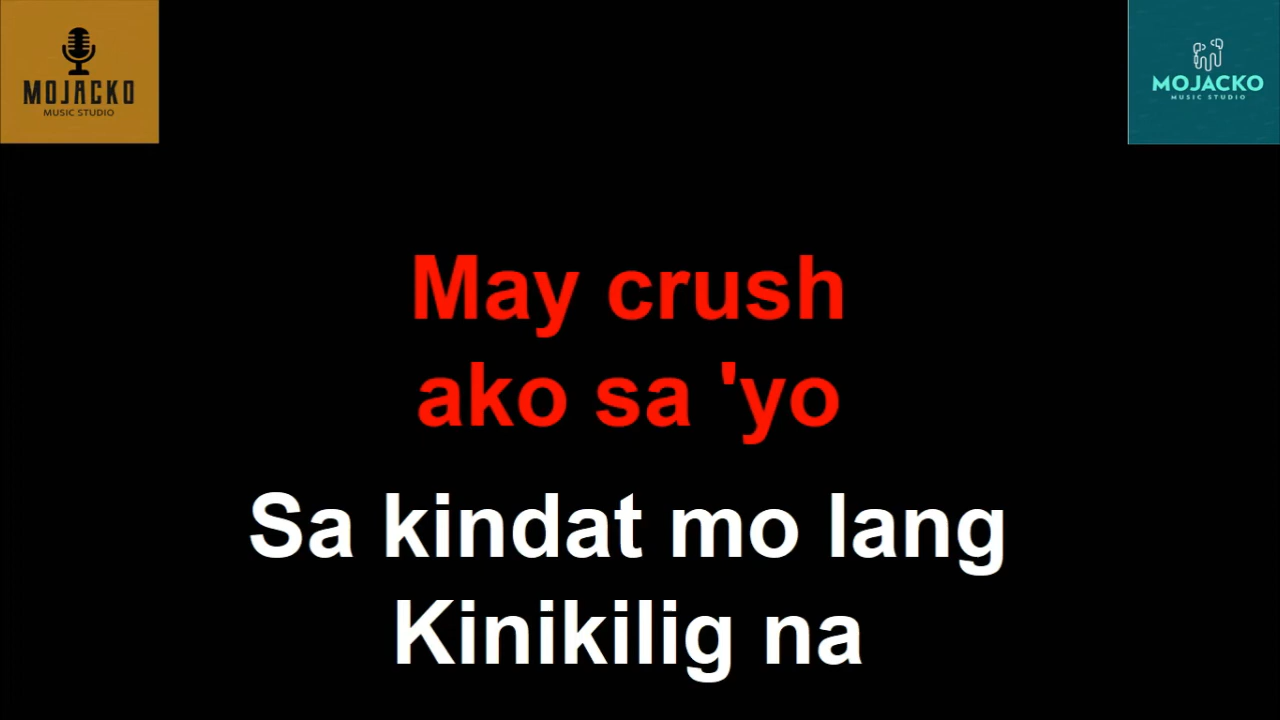 MOJACKO
MUSIC STUDIO
MOJACKO
MUSIC STUDIO
May crush
ako sa 'yo
Sa kindat mo lang
Kinikilig na